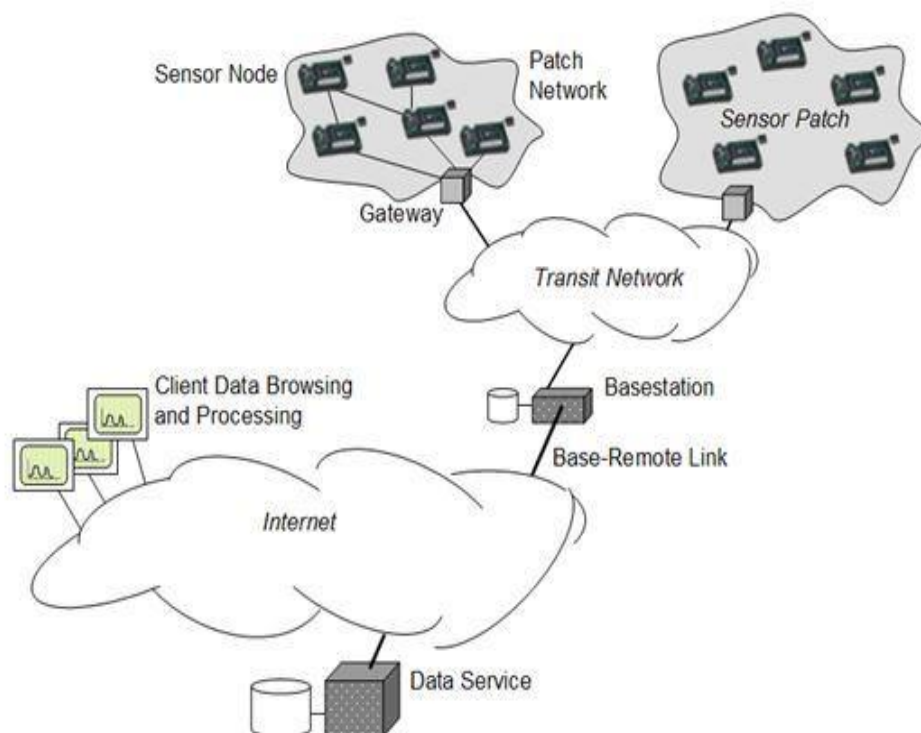 Sensor Node
Patch
Network
Sensor Patch
Gateway
Transit Network
Client Data Browsing
and Processing
Basestation
Base-Remote Link
Internet
Data Service